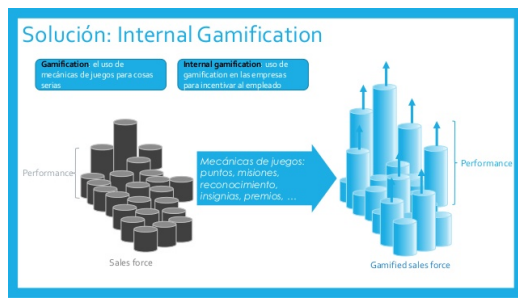 Solución: Internal Gamification
Gamification: el uso de
mecánicas de juegos para cosas
serias
Internal gamification: uso de
gamification en las empresas
para incentivar al empleado
Performance
Mecánicas de juegos:
puntos, misiones,
reconocimiento,
insignias, premios, ...
Performance
Sales force
Gamified sales force